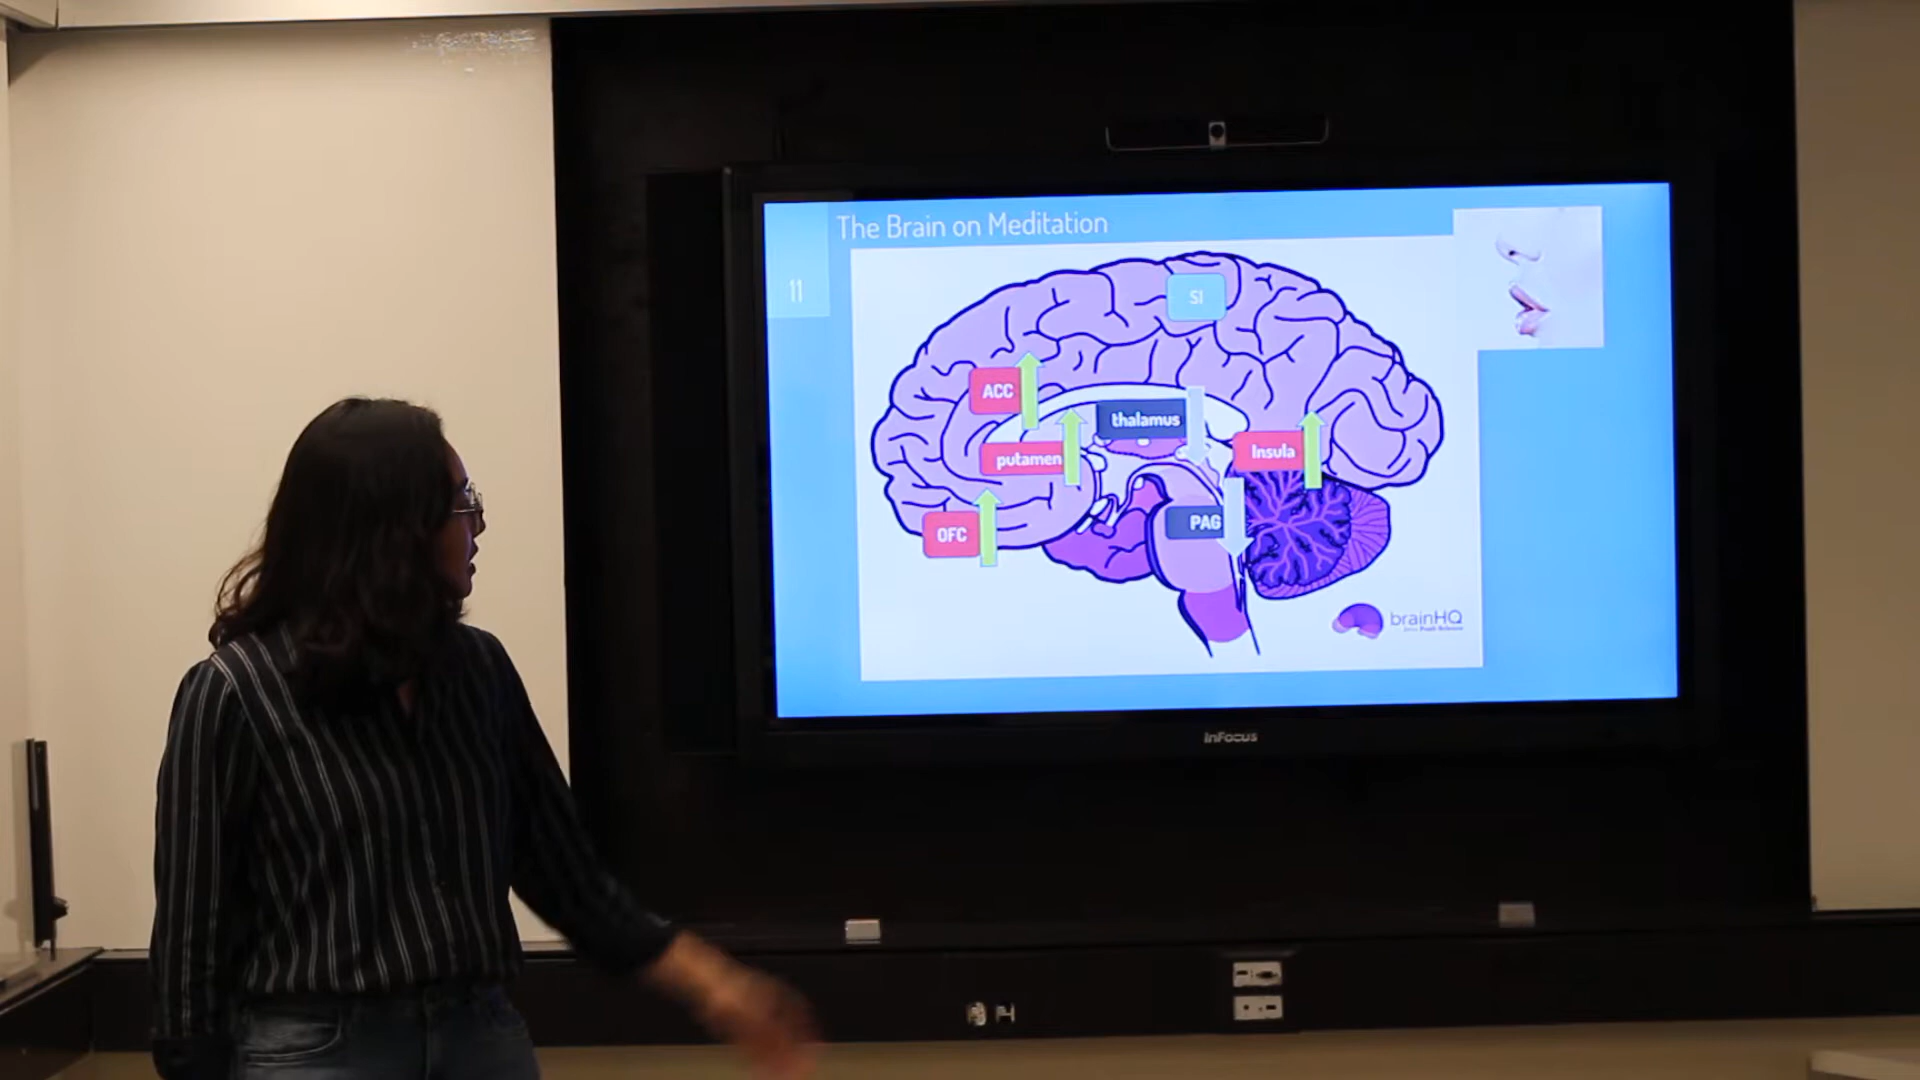 The Brain on Meditation
11
SI
ACC
thalamus
putamen
Insula
PAG
OFC
brainHQ
InFocus